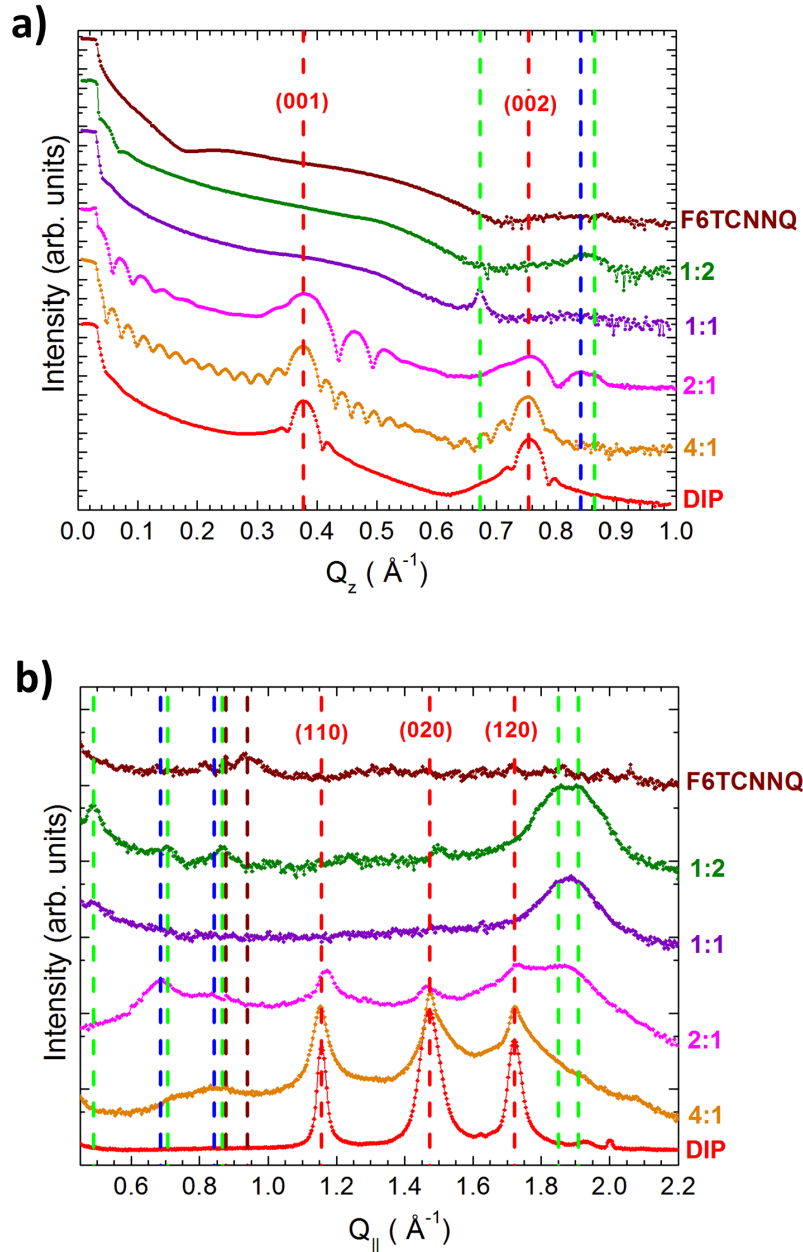 a)
(001) (002)
Intensity (arb. units)
F6TCNNQ
1:2
1:1
2:1
4:1
DIP
0.0 0.1 0.2 0.3 0.4 0.5 0.6 0.7 0.8 0.9 1.0
Qz ( Å-1)
b)
(110) (020) (120)
Intensity (arb. units)
F6TCNNQ
1:2
1:1
2:1
4:1
DIP
0.6 0.8 1.0 1.2 1.4 1.6 1.8 2.0 2.2
Q|| ( Å-1)